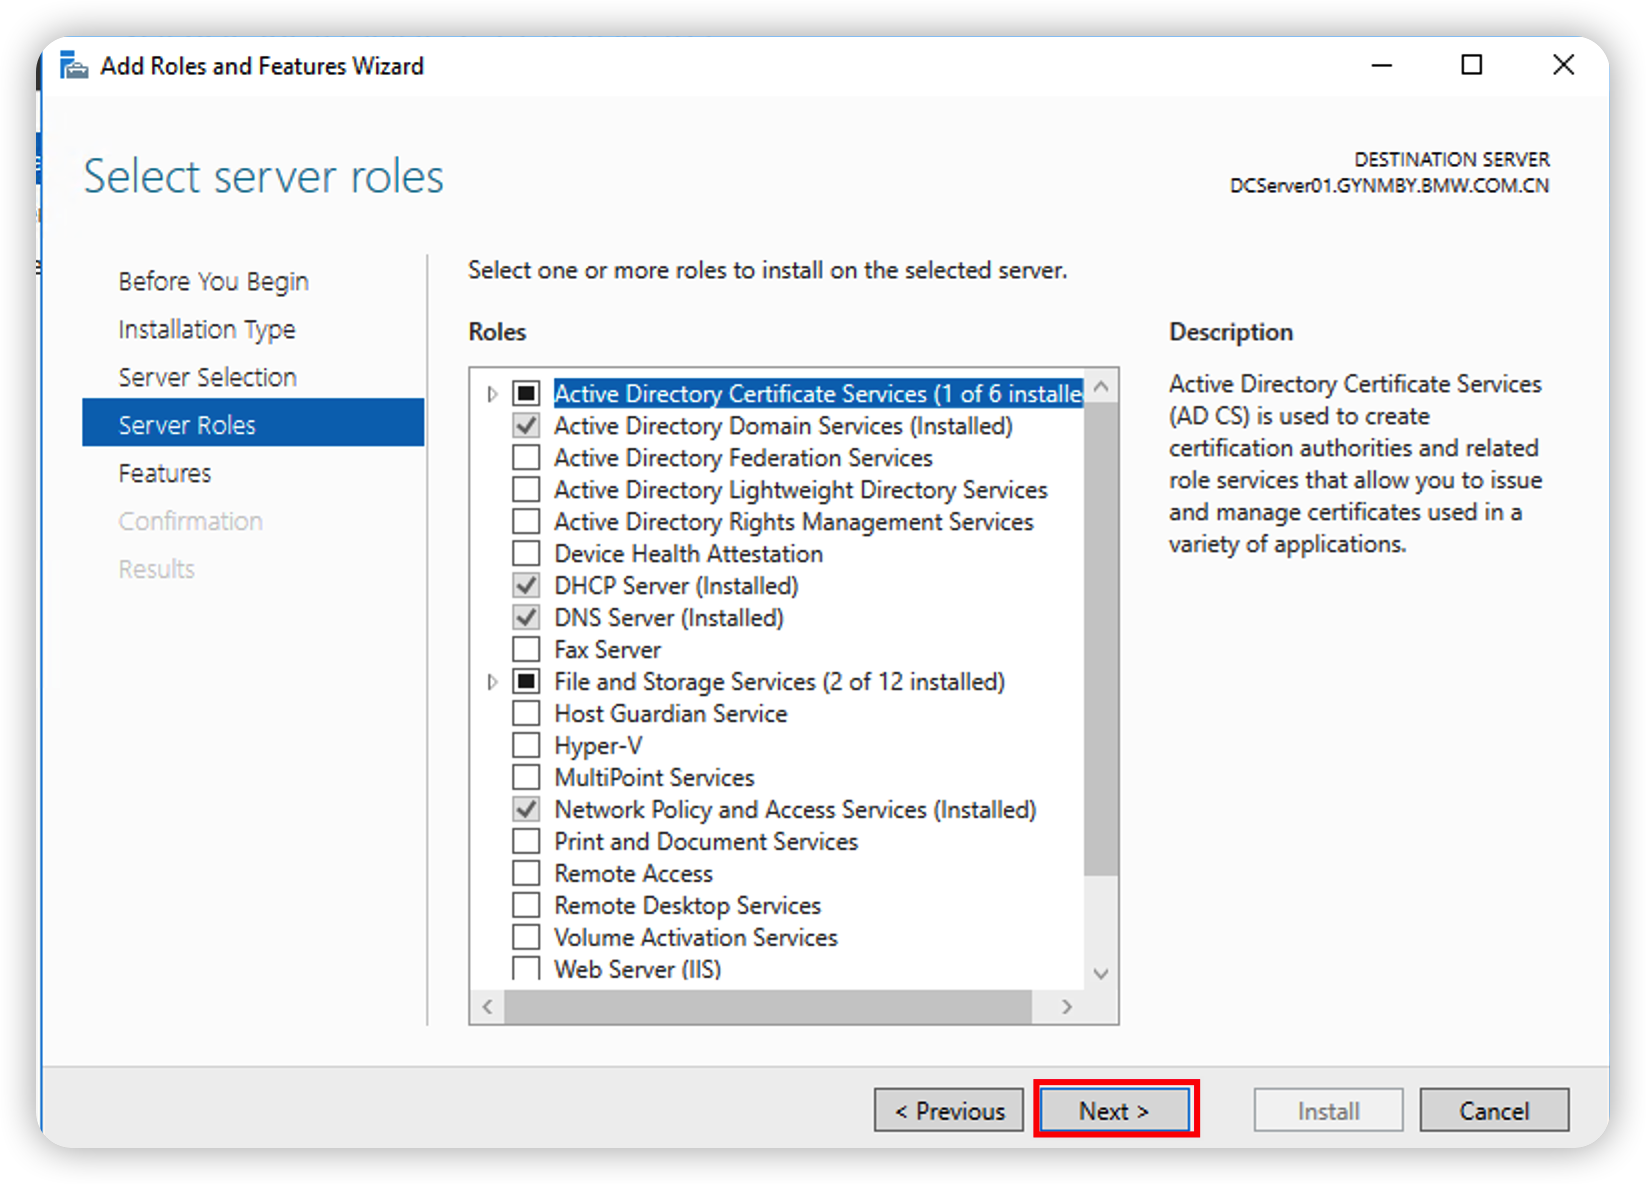 Add Roles and Features Wizard
Select server roles
DESTINATION SERVER
DCServer01.GYNMBY.BMW.COM.CN
Before You Begin
Installation Type
Server Selection
Server Roles
Features
Confirmation
Results
Select one or more roles to install on the selected server.
Roles
Active Directory Certificate Services (1 of 6 installe
Active Directory Domain Services (Installed)
Active Directory Federation Services
Active Directory Lightweight Directory Services
Active Directory Rights Management Services
Device Health Attestation
DHCP Server (Installed)
DNS Server (Installed)
Fax Server
File and Storage Services (2 of 12 installed)
Host Guardian Service
Hyper-V
MultiPoint Services
Network Policy and Access Services (Installed)
Print and Document Services
Remote Access
Remote Desktop Services
Volume Activation Services
Web Server (IIS)
Description
Active Directory Certificate Services
(AD CS) is used to create
certification authorities and related
role services that allow you to issue
and manage certificates used in a
variety of applications.
< Previous
Next >
Install
Cancel